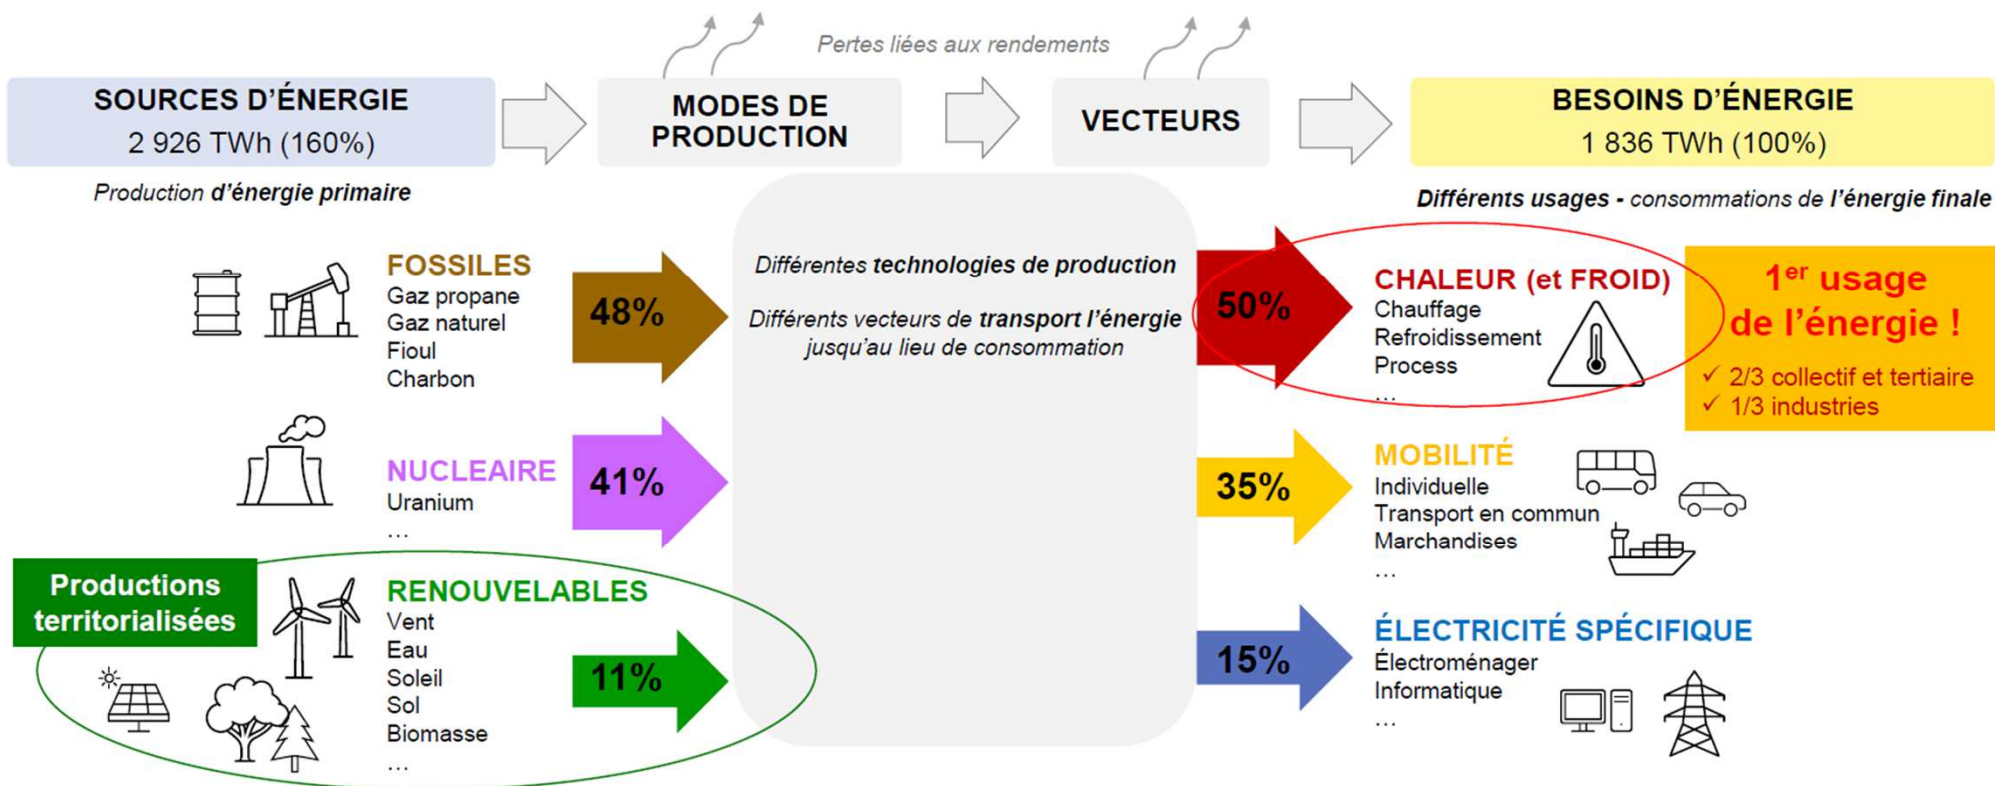 Pertes liées aux rendements
SOURCES D'ÉNERGIE
2 926 TWh (160%)
MODES DE
PRODUCTION
VECTEURS
BESOINS D'ÉNERGIE
1 836 TWh (100%)
Production d'énergie primaire
Différents usages - consommations de l'énergie finale
FOSSILES
Gaz propane
Gaz naturel
Fioul
Charbon
48%
NUCLEAIRE
Uranium
...
41%
Productions
territorialisées
RENOUVELABLES
Vent
Eau
Soleil
Sol
Biomasse
...
11%
Différentes technologies de production
Différents vecteurs de transport l'énergie
jusqu'au lieu de consommation
50%
CHALEUR (et FROID)
Chauffage
Refroidissement
Process
...
1er usage
de l'énergie !
✓ 2/3 collectif et tertiaire
✓ 1/3 industries
35%
MOBILITÉ
Individuelle
Transport en commun
Marchandises
...
15%
ÉLECTRICITÉ SPÉCIFIQUE
Électroménager
Informatique
...